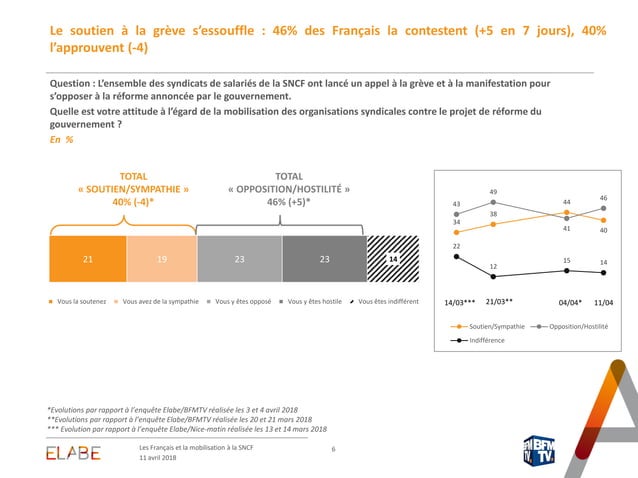 Le soutien à la grève s’essouffle : 46% des Français la contestent (+5 en 7 jours), 40%
l’approuvent (-4)
Question : L’ensemble des syndicats de salariés de la SNCF ont lancé un appel à la grève et à la manifestation pour
s’opposer à la réforme annoncée par le gouvernement.
Quelle est votre attitude à l’égard de la mobilisation des organisations syndicales contre le projet de réforme du
gouvernement ?
En %
TOTAL
« SOUTIEN/SYMPATHIE »
40% (-4)*
TOTAL
« OPPOSITION/HOSTILITÉ »
46% (+5)*
21 19 23 23 14
Vous la soutenez Vous avez de la sympathie Vous y êtes opposé Vous y êtes hostile Vous êtes indifférent
43 49 44 46
34 38 41 40
22 12 15 14
14/03*** 21/03** 04/04* 11/04
Soutien/Sympathie Opposition/Hostilité
Indifférence
*Evolutions par rapport à l’enquête Elabe/BFMTV réalisée les 3 et 4 avril 2018
**Evolutions par rapport à l’enquête Elabe/BFMTV réalisée les 20 et 21 mars 2018
*** Evolution par rapport à l’enquête Elabe/Nice-matin réalisée les 13 et 14 mars 2018
ELABE
Les Français et la mobilisation à la SNCF
11 avril 2018
6
BFM
TV.